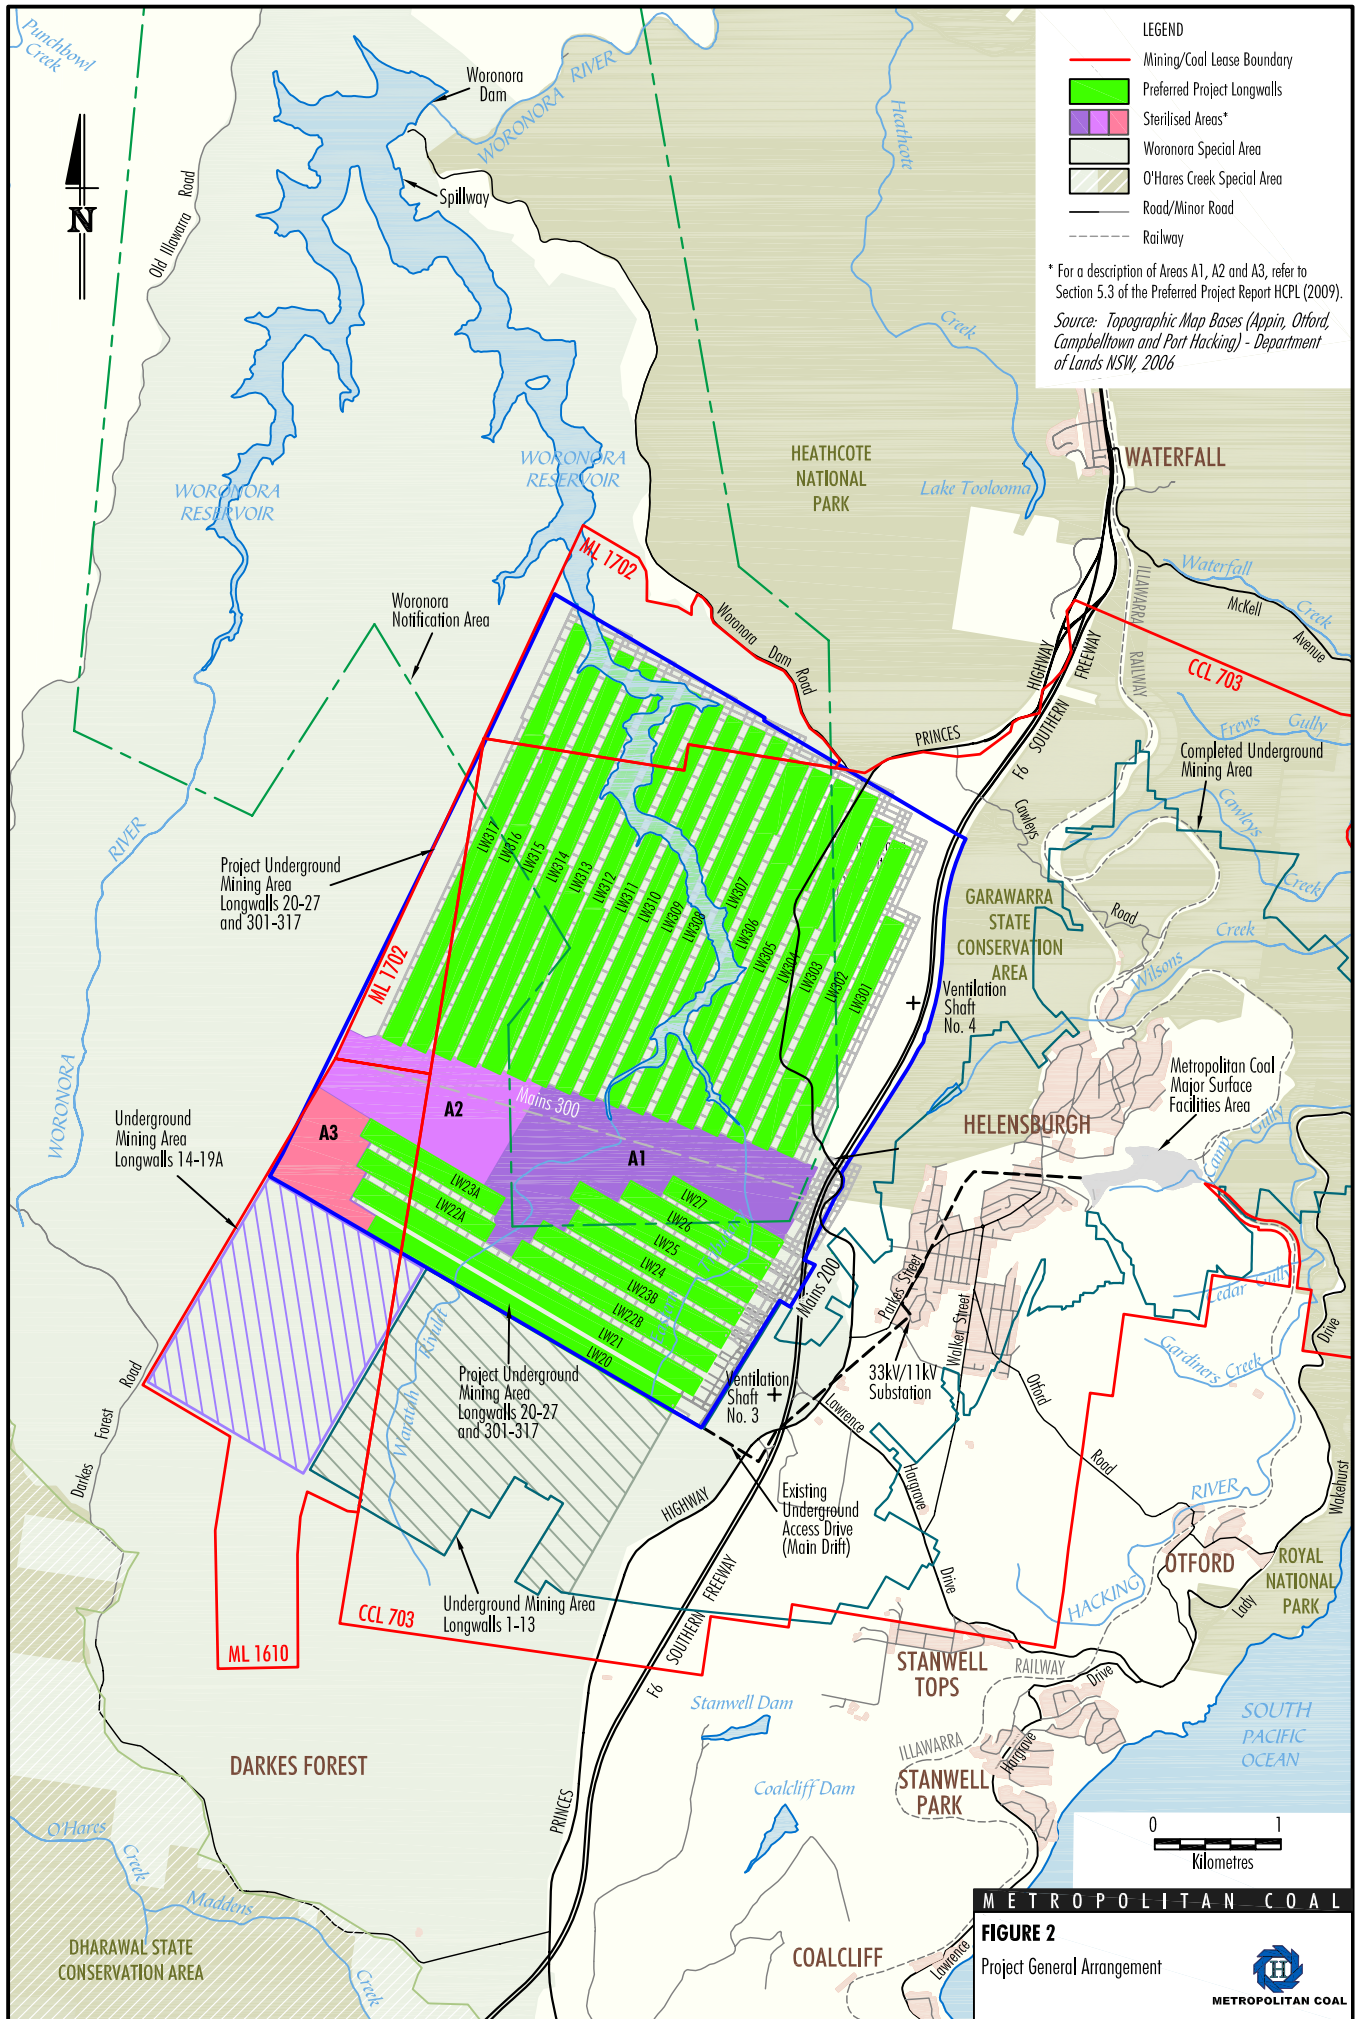 Punchbowl
Creek
Woronora
Dam
WORONORA
RIVER
Spillway
Old Illawarra Road
N
Heathcote
Creek
LEGEND
Mining/Coal Lease Boundary
Preferred Project Longwalls
Sterilised Areas*
Woronora Special Area
O'Hares Creek Special Area
Road/Minor Road
Railway
* For a description of Areas A1, A2 and A3, refer to
Section 5.3 of the Preferred Project Report HCPL (2009).
Source: Topographic Map Bases (Appin, Otford,
Campbelltown and Port Hacking) - Department
of Lands NSW, 2006
WORONORA
RESERVOIR
WORONORA
RESERVOIR
HEATHCOTE
NATIONAL
PARK
Lake Toolooma
WATERFALL
Waterfall
Creek
McKell
Avenue
ILLAWARRA
RAILWAY
ML 1702
Woronora
Notification Area
Woronora Dam Road
HIGHWAY
FREEWAY
CCL 703
PRINCES
F6 SOUTHERN
Frews Gully
Completed Underground
Mining Area
Cawleys
Creek
Cawleys
Road
RIVER
Project Underground
Mining Area
Longwalls 20-27
and 301-317
LW317
LW316
LW315
LW314
LW313
LW312
LW311
LW310
LW309
LW308
LW307
LW306
LW305
LW304
LW303
LW302
LW301
GARAWARRA
STATE
CONSERVATION
AREA
Wilsons
Creek
ML 1702
Ventilation
Shaft
No. 4
WORONORA
Mains 300
A2
A3
A1
HELENSBURGH
Metropolitan Coal
Major Surface
Facilities Area
Camp
Gully
Underground
Mining Area
Longwalls 14-19A
LW23A
LW22A
LW27
LW26
LW25
LW24
LW23B
LW22B
LW21
LW20
Mains 200
Parkes Street
Walker Street
Cedar Gully
Gardiners Creek
Drive
Waratah
Rivulet
Project Underground
Mining Area
Longwalls 20-27
and 301-317
Ventilation
Shaft
No. 3
33kV/11kV
Substation
Lawrence
Hargrave
Drive
Otford
Road
Darkes Forest Road
HIGHWAY
Existing
Underground
Access Drive
(Main Drift)
RIVER
HACKING
Wakehurst
OTFORD
ROYAL
NATIONAL
PARK
Lady
F6 SOUTHERN FREEWAY
Underground Mining Area
Longwalls 1-13
CCL 703
ML 1610
STANWELL
TOPS
RAILWAY
Drive
Stanwell Dam
SOUTH
PACIFIC
OCEAN
ILLAWARRA
Hargrave
DARKES FOREST
STANWELL
PARK
Coalcliff Dam
PRINCES
O'Hares
Creek
Maddens
Creek
0 1
Kilometres
DHARAWAL STATE
CONSERVATION AREA
COALCLIFF
Lawrence
METROPOLITAN COAL
FIGURE 2
Project General Arrangement
H
METROPOLITAN COAL